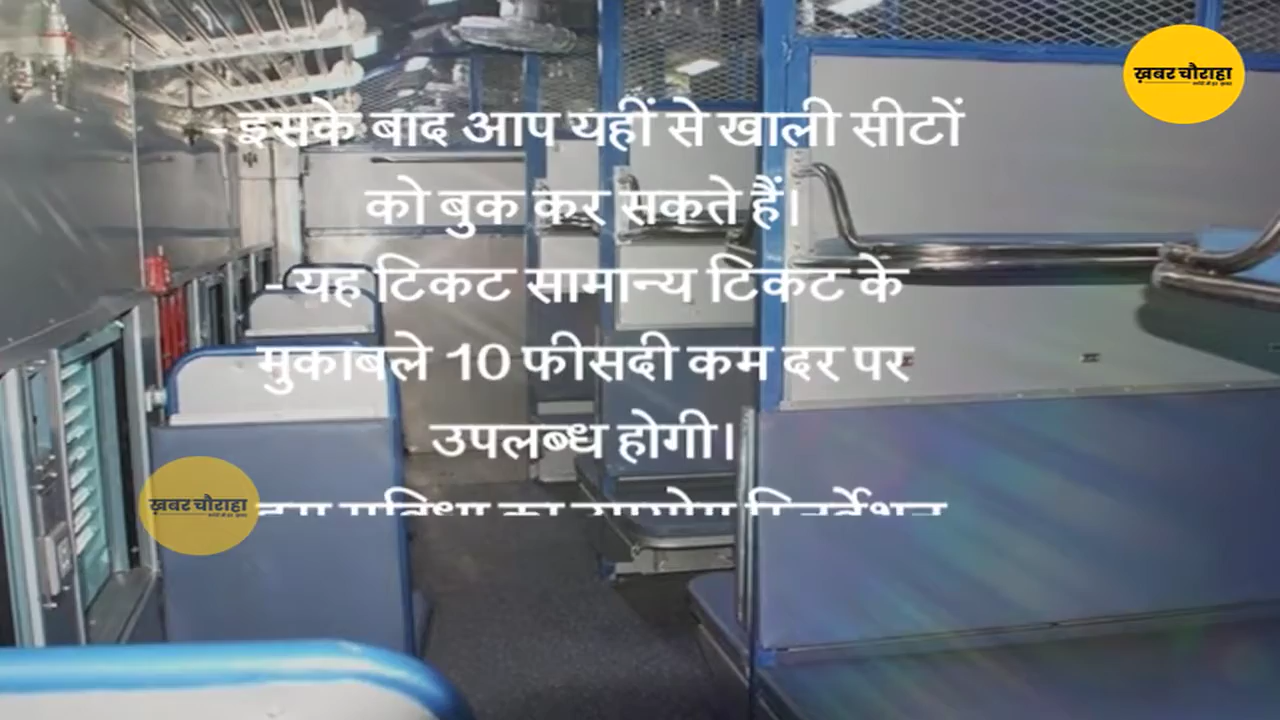 ख़बर चौराहा
- इसके बाद आप यहीं से खाली सीटों
को बुक कर सकते हैं।
- यह टिकट सामान्य टिकट के
मुकाबले 10 फीसदी कम दर पर
उपलब्ध होगी।
ख़बर चौराहा